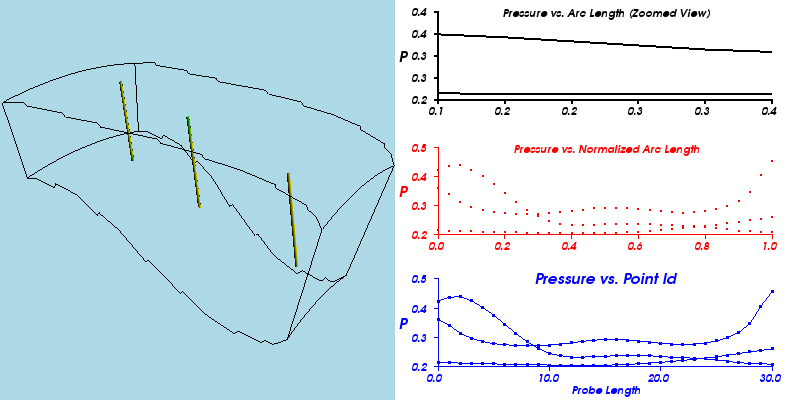 Pressure vs. Arc Length (Zoomed View)
0.4
0.4
P
0.3
0.3
0.2
0.1 0.2 0.2 0.3 0.3 0.4
Pressure vs. Normalized Arc Length
0.5
0.4
P
0.3
0.2
0.0 0.2 0.4 0.6 0.8 1.0
Pressure vs. Point Id
0.5
0.4
P
0.3
0.2
0.0 10.0 20.0 30.0
Probe Length